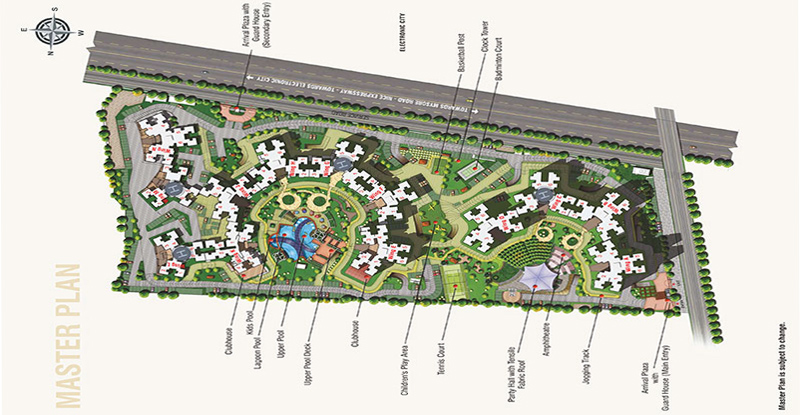 MASTER PLAN
E
S
N
W
Arrival Plaza with
Guard House
(Secondary Entry)
ELECTRONIC CITY
Basketball Post
Clock Tower
Badminton Court
TOWARDS MYSORE ROAD - NICE EXPRESSWAY - TOWARDS ELECTRONIC CITY
Clubhouse
Kids Pool
Lagoon Pool
Upper Pool
Upper Pool Deck
Clubhouse
Children's Play Area
Tennis Court
Party Hall with Tensile
Fabric Roof
Amphitheatre
Jogging Track
Arrival Plaza
with
Guard House (Main Entry)
Master Plan is subject to change.